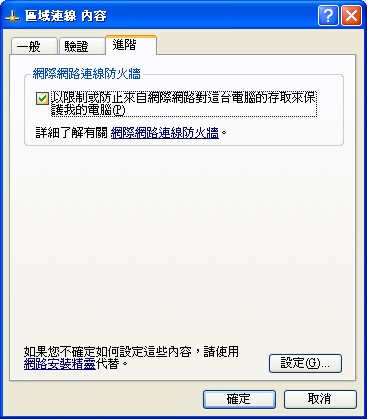 區域連線 內容
一般 驗證 進階
網際網路連線防火牆
以限制或防止來自網際網路對這台電腦的存取來保
護我的電腦(P)
詳細了解有關 網際網路連線防火牆。
如果您不確定如何設定這些內容，請使用
網路安裝精靈代替。
設定(G)...
確定 取消